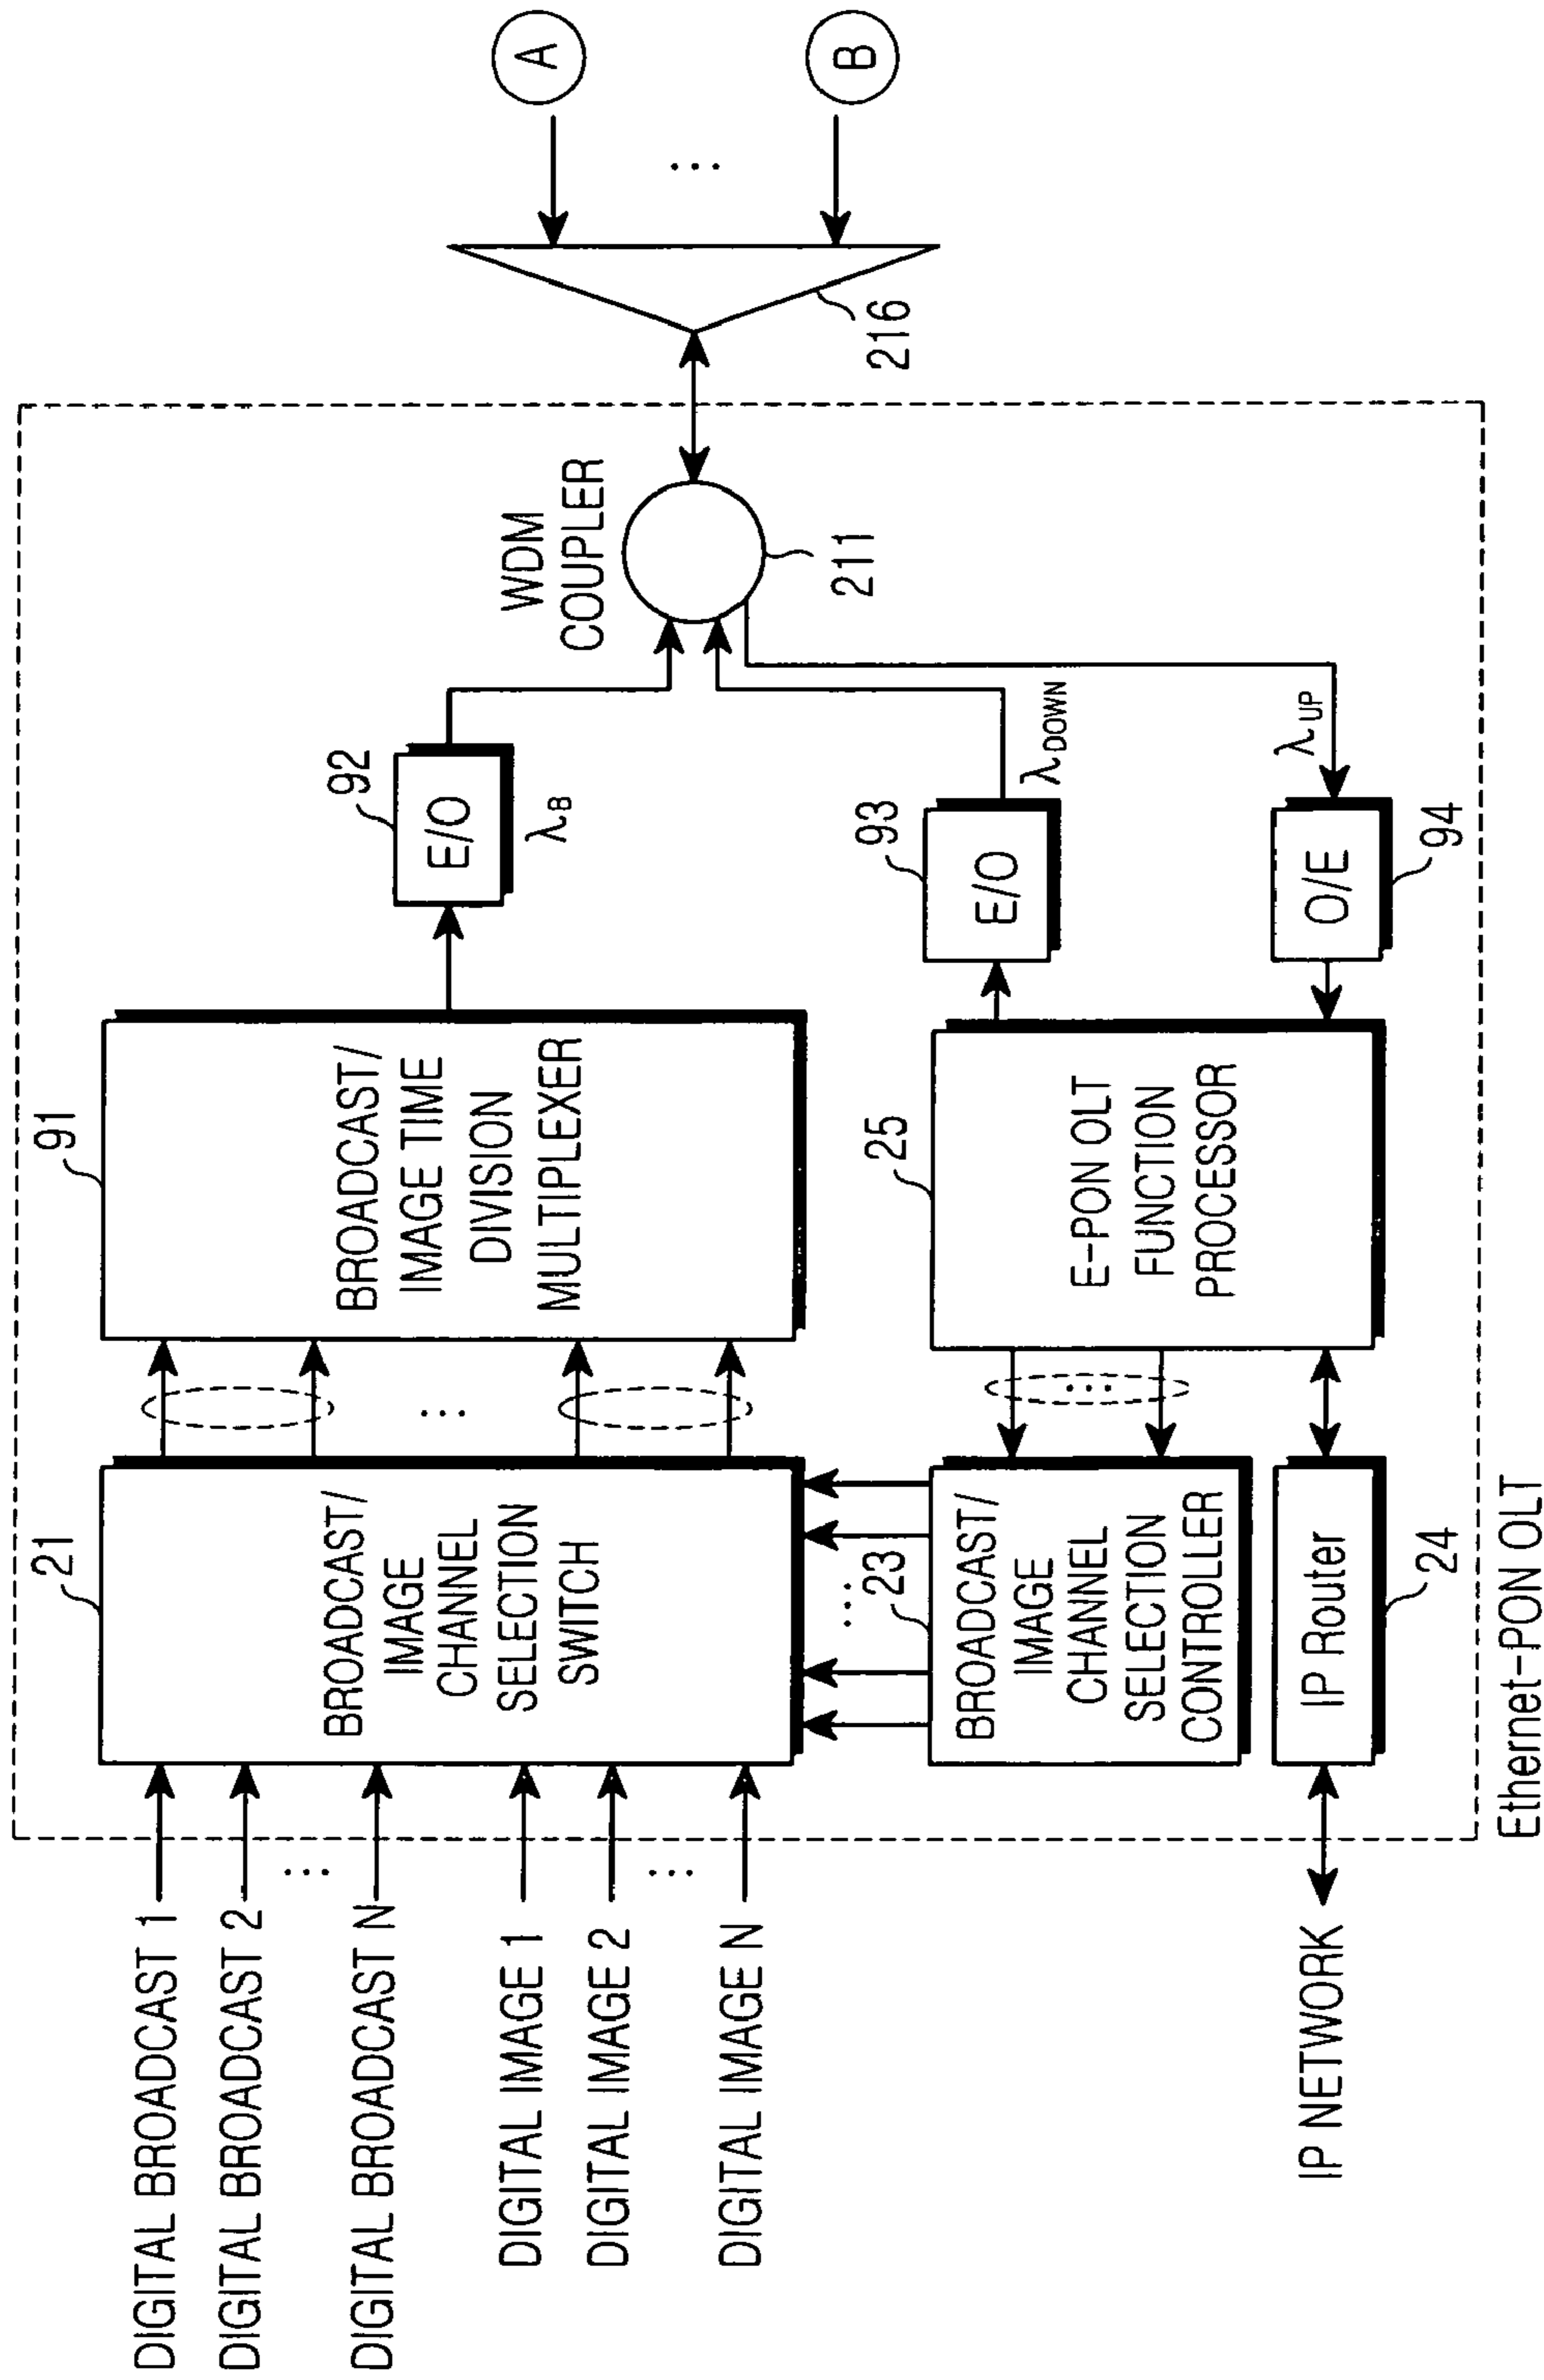 DIGITAL BROADCAST 1
DIGITAL BROADCAST 2
...
DIGITAL BROADCAST N
DIGITAL IMAGE 1
DIGITAL IMAGE 2
...
DIGITAL IMAGE N
IP NETWORK
21
BROADCAST/
IMAGE
CHANNEL
SELECTION
SWITCH
...
23
BROADCAST/
IMAGE
CHANNEL
SELECTION
CONTROLLER
IP Router
24
...
...
91
BROADCAST/
IMAGE TIME
DIVISION
MULTIPLEXER
25
E-PON OLT
FUNCTION
PROCESSOR
92
E/O
λB
93
E/O
λDOWN
O/E
94
λUP
WDM
COUPLER
211
216
A
...
B
Ethernet-PON OLT